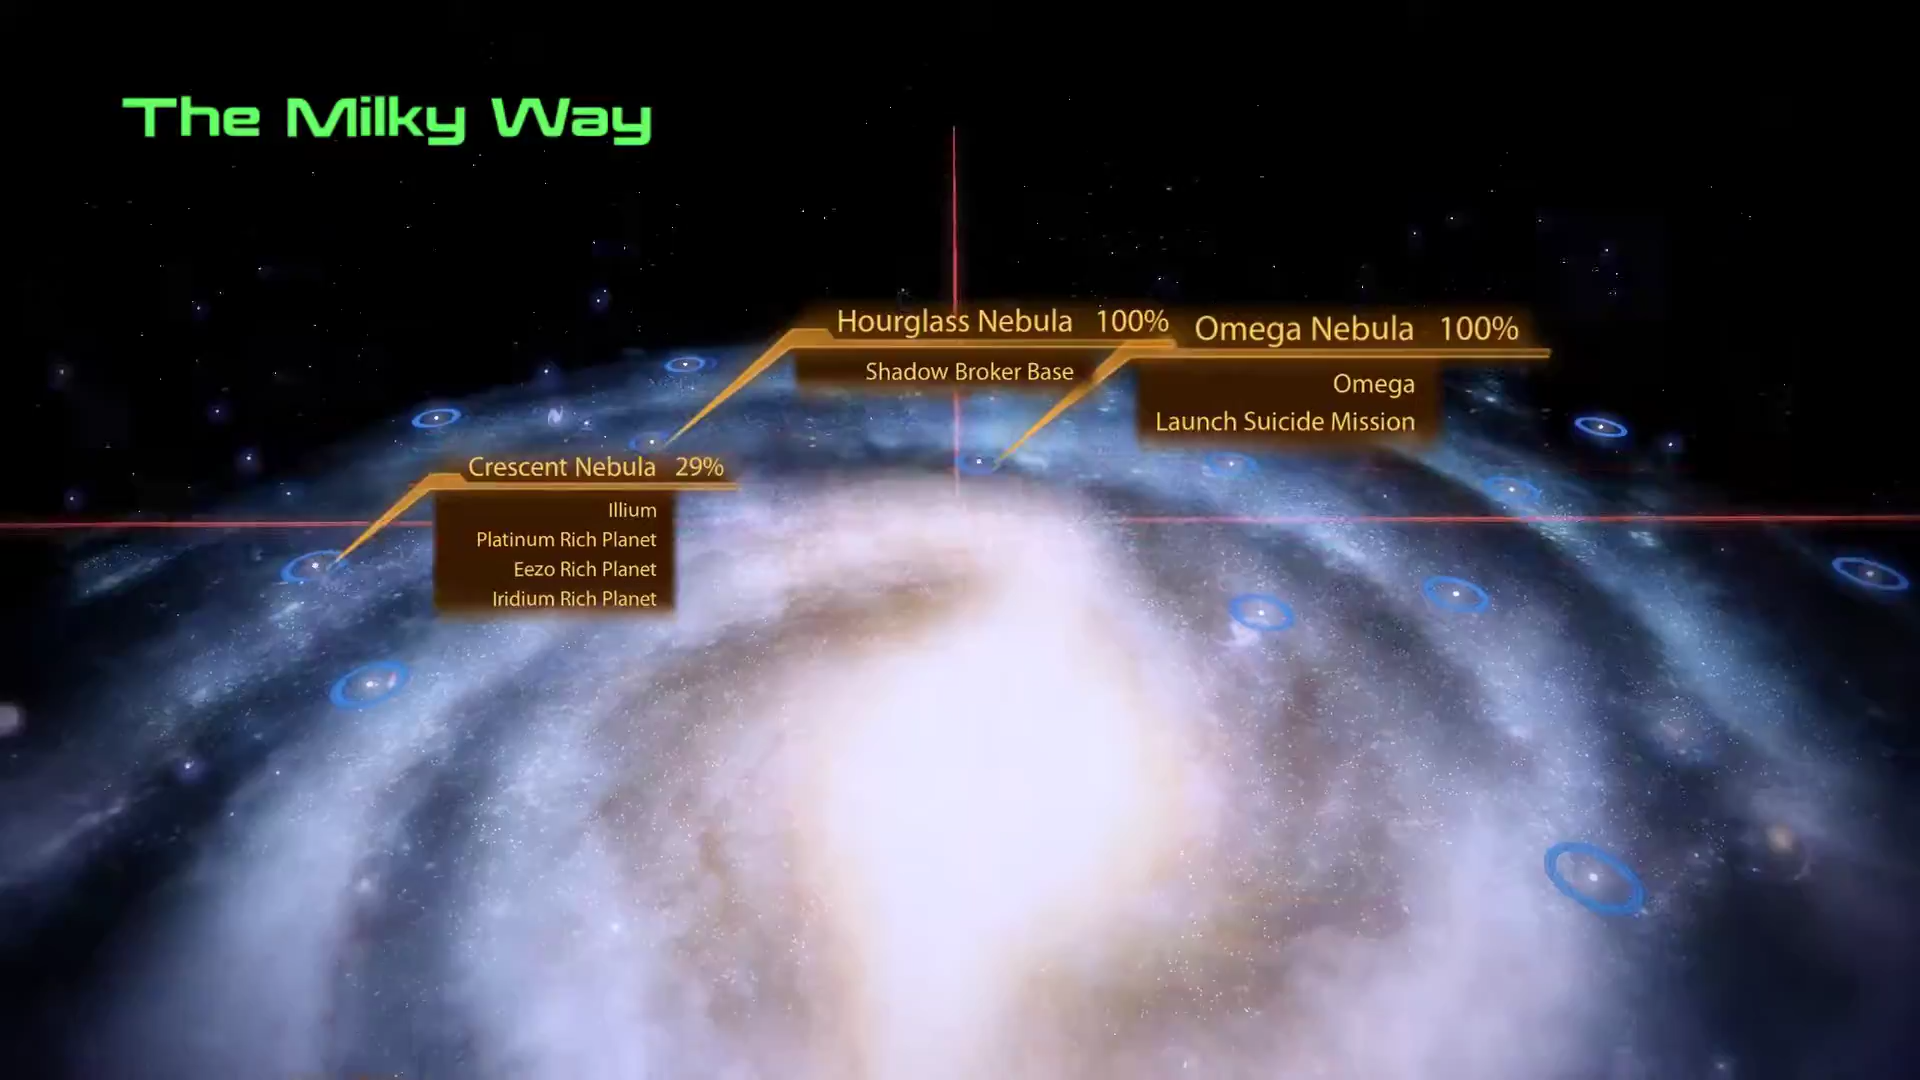 The Milky Way
Hourglass Nebula 100%
Shadow Broker Base
Omega Nebula 100%
Omega
Launch Suicide Mission
Crescent Nebula 29%
Illium
Platinum Rich Planet
Eezo Rich Planet
Iridium Rich Planet